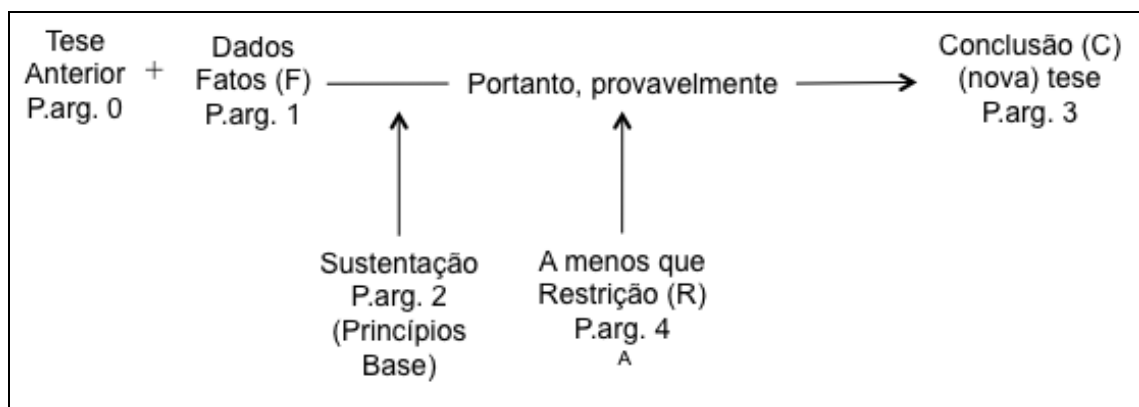 Tese
Anterior
P.arg. 0
+
Dados
Fatos (F)
P.arg. 1
Portanto, provavelmente
Conclusão (C)
(nova) tese
P.arg. 3
Sustentação
P.arg. 2
(Princípios
Base)
A menos que
Restrição (R)
P.arg. 4
A